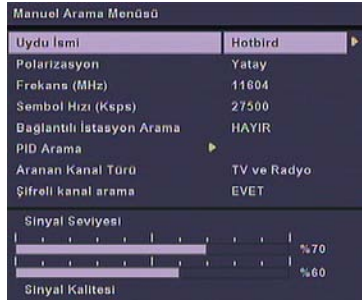 Manuel Arama Menüsü
Uydu İsmi Hotbird
Polarizasyon Yatay
Frekans (MHz) 11604
Sembol Hızı (Ksps) 27500
Bağlantılı İstasyon Arama HAYIR
PID Arama
Aranan Kanal Türü TV ve Radyo
Şifreli kanal arama EVET
Sinyal Seviyesi
%70
%60
Sinyal Kalitesi